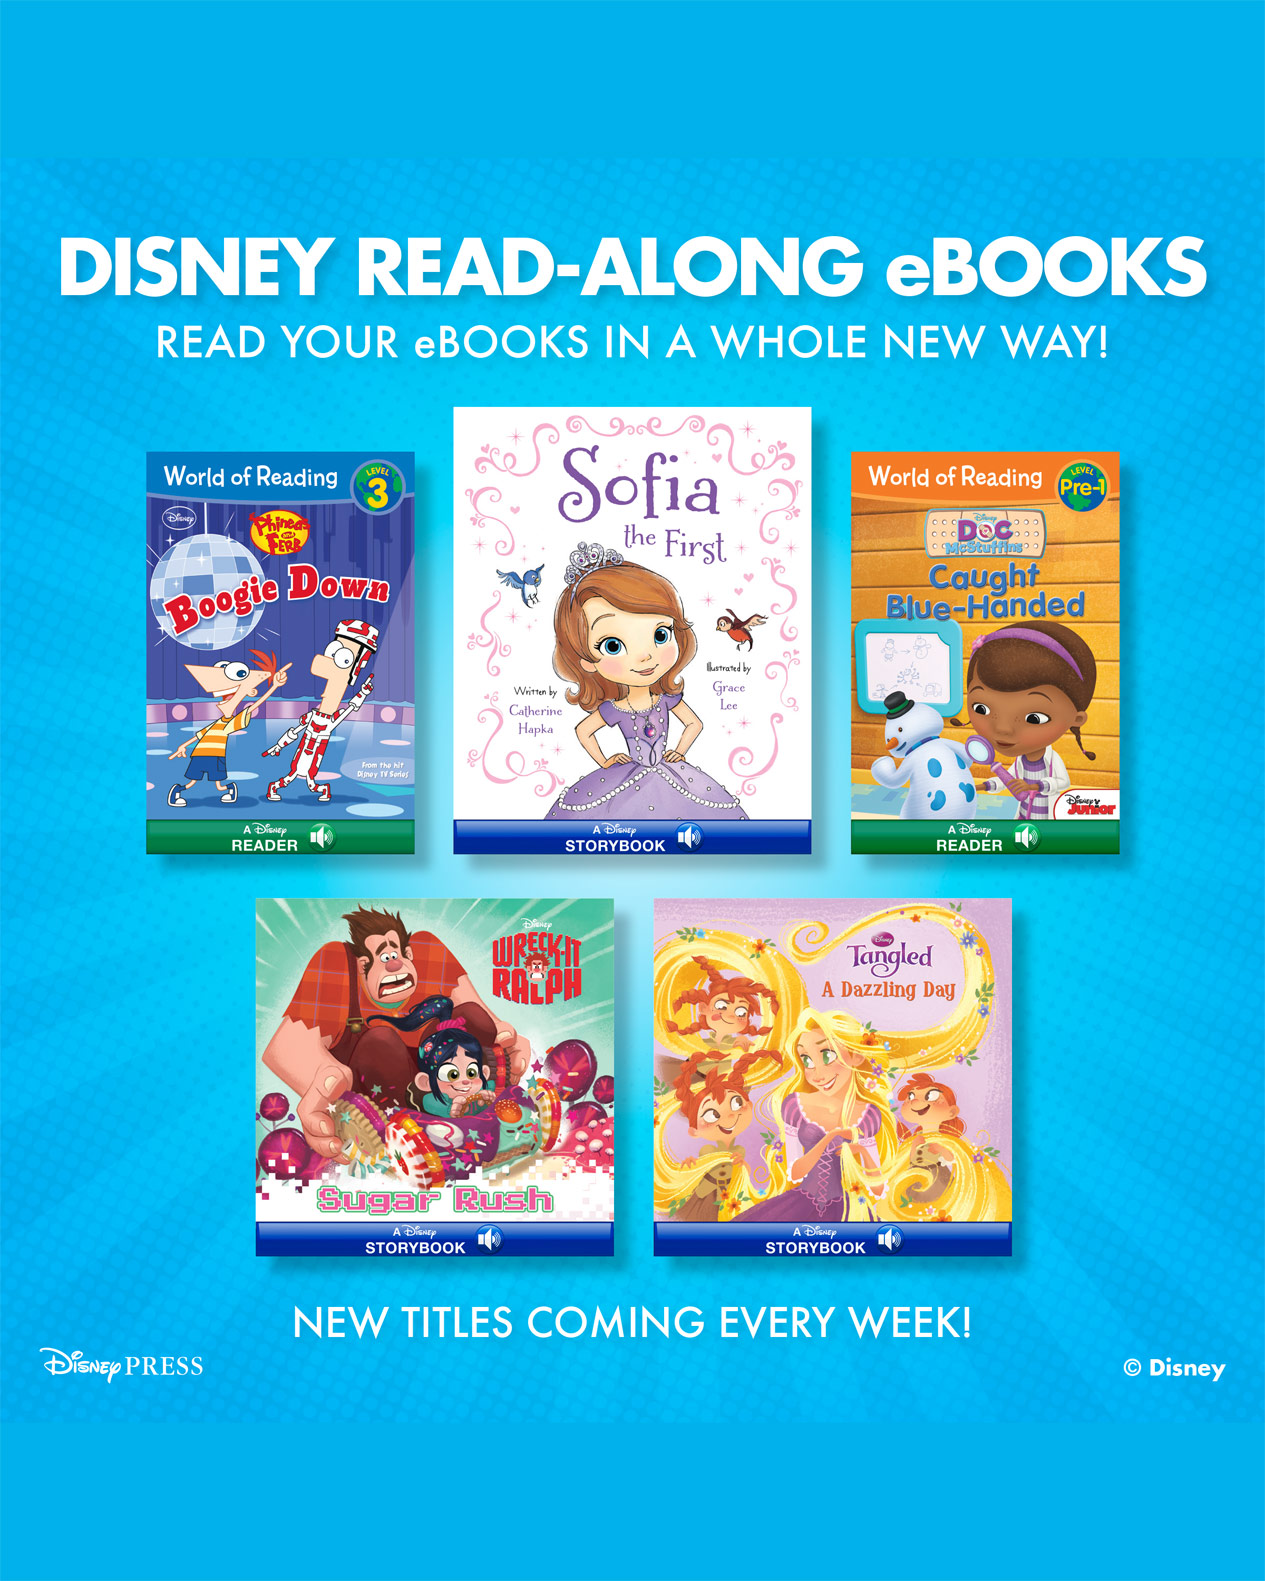 DISNEY READ-ALONG eBOOKS
READ YOUR eBOOKS IN A WHOLE NEW WAY!
World of Reading
LEVEL
3
Disney
Phineas
and
FERB
Boogie Down
From the hit
Disney TV Series
A Disney
READER
Sofia
the First
Written by
Catherine
Hapka
Illustrated by
Grace
Lee
A Disney
STORYBOOK
World of Reading
LEVEL
Pre-1
Disney
DOC
McStuffins
Caught
Blue-Handed
Disney
Junior
A Disney
READER
Disney
WRECK-IT
RALPH
Sugar Rush
A Disney
STORYBOOK
Disney
Tangled
A Dazzling Day
A Disney
STORYBOOK
NEW TITLES COMING EVERY WEEK!
Disney PRESS
© Disney